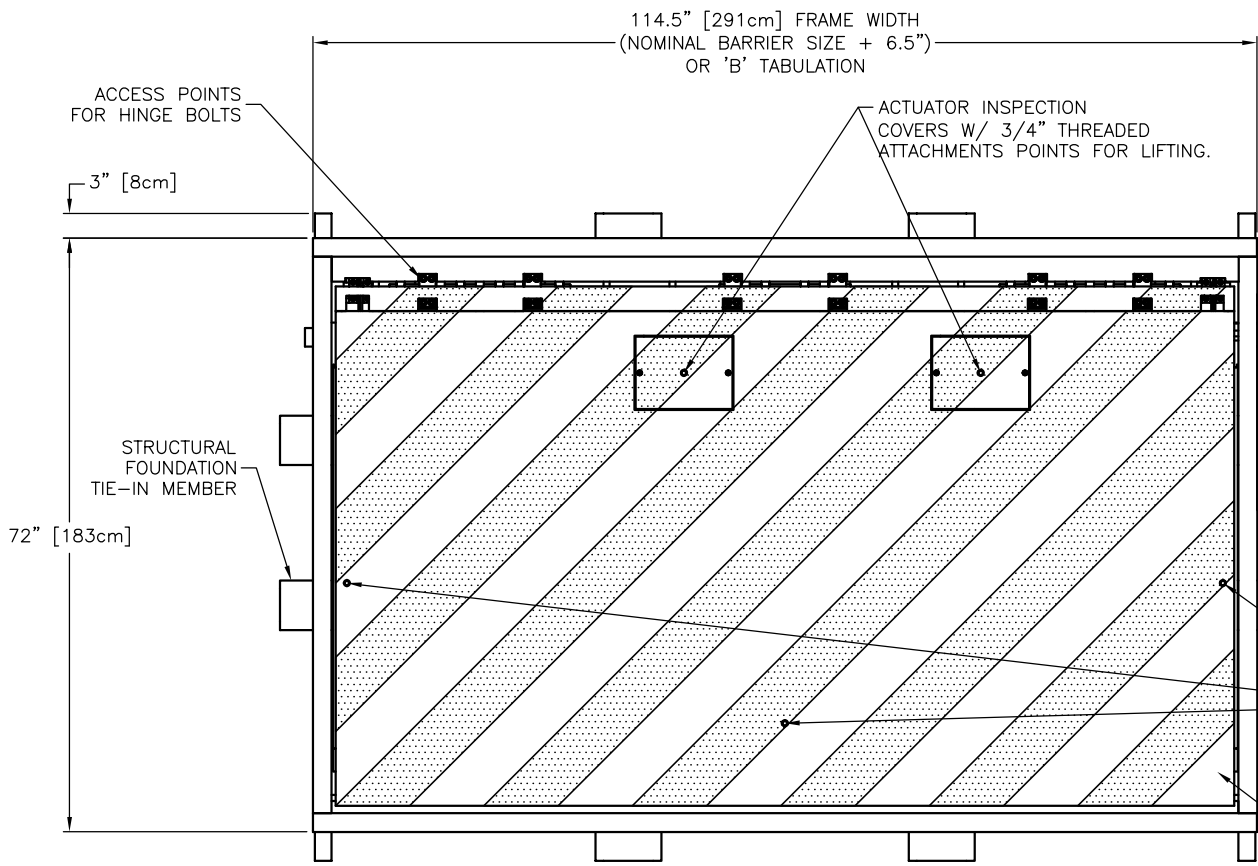 114.5" [291cm] FRAME WIDTH
(NOMINAL BARRIER SIZE + 6.5")
OR 'B' TABULATION
ACCESS POINTS
FOR HINGE BOLTS
ACTUATOR INSPECTION
COVERS W/ 3/4" THREADED
ATTACHMENTS POINTS FOR LIFTING.
3" [8cm]
STRUCTURAL
FOUNDATION
TIE-IN MEMBER
72" [183cm]